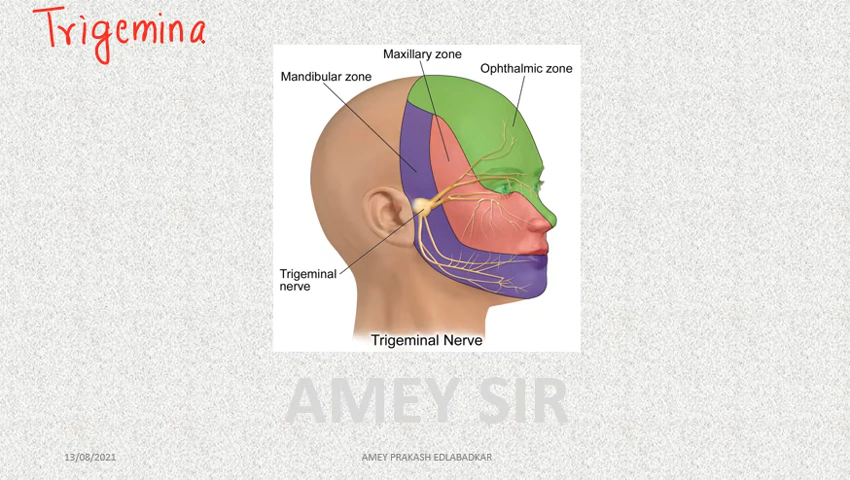 Trigemina
Maxillary zone
Ophthalmic zone
Mandibular zone
Trigeminal
nerve
Trigeminal Nerve
AMEY SIR
13/08/2021
AMEY PRAKASH EDLABADKAR